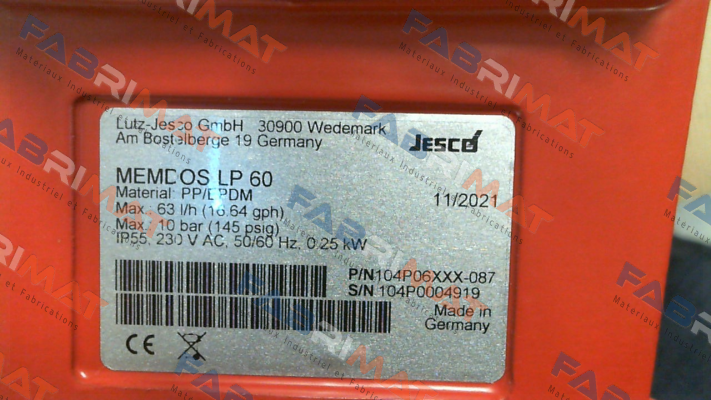 Lutz-Jesco GmbH 30900 Wedemark
Am Bostelberge 19 Germany
JESCO
MEMDOS LP 60
11/2021
Material: PP/EPDM
Max. 63 l/h (16.64 gph)
Max. 10 bar (145 psig)
IP55, 230 V AC, 50/60 Hz, 0.25 kW
P/N 104P06XXX-087
S/N 104P0004919
Made in
Germany
CE
FABRIMAT
Materiaux Industriel et Fabrications